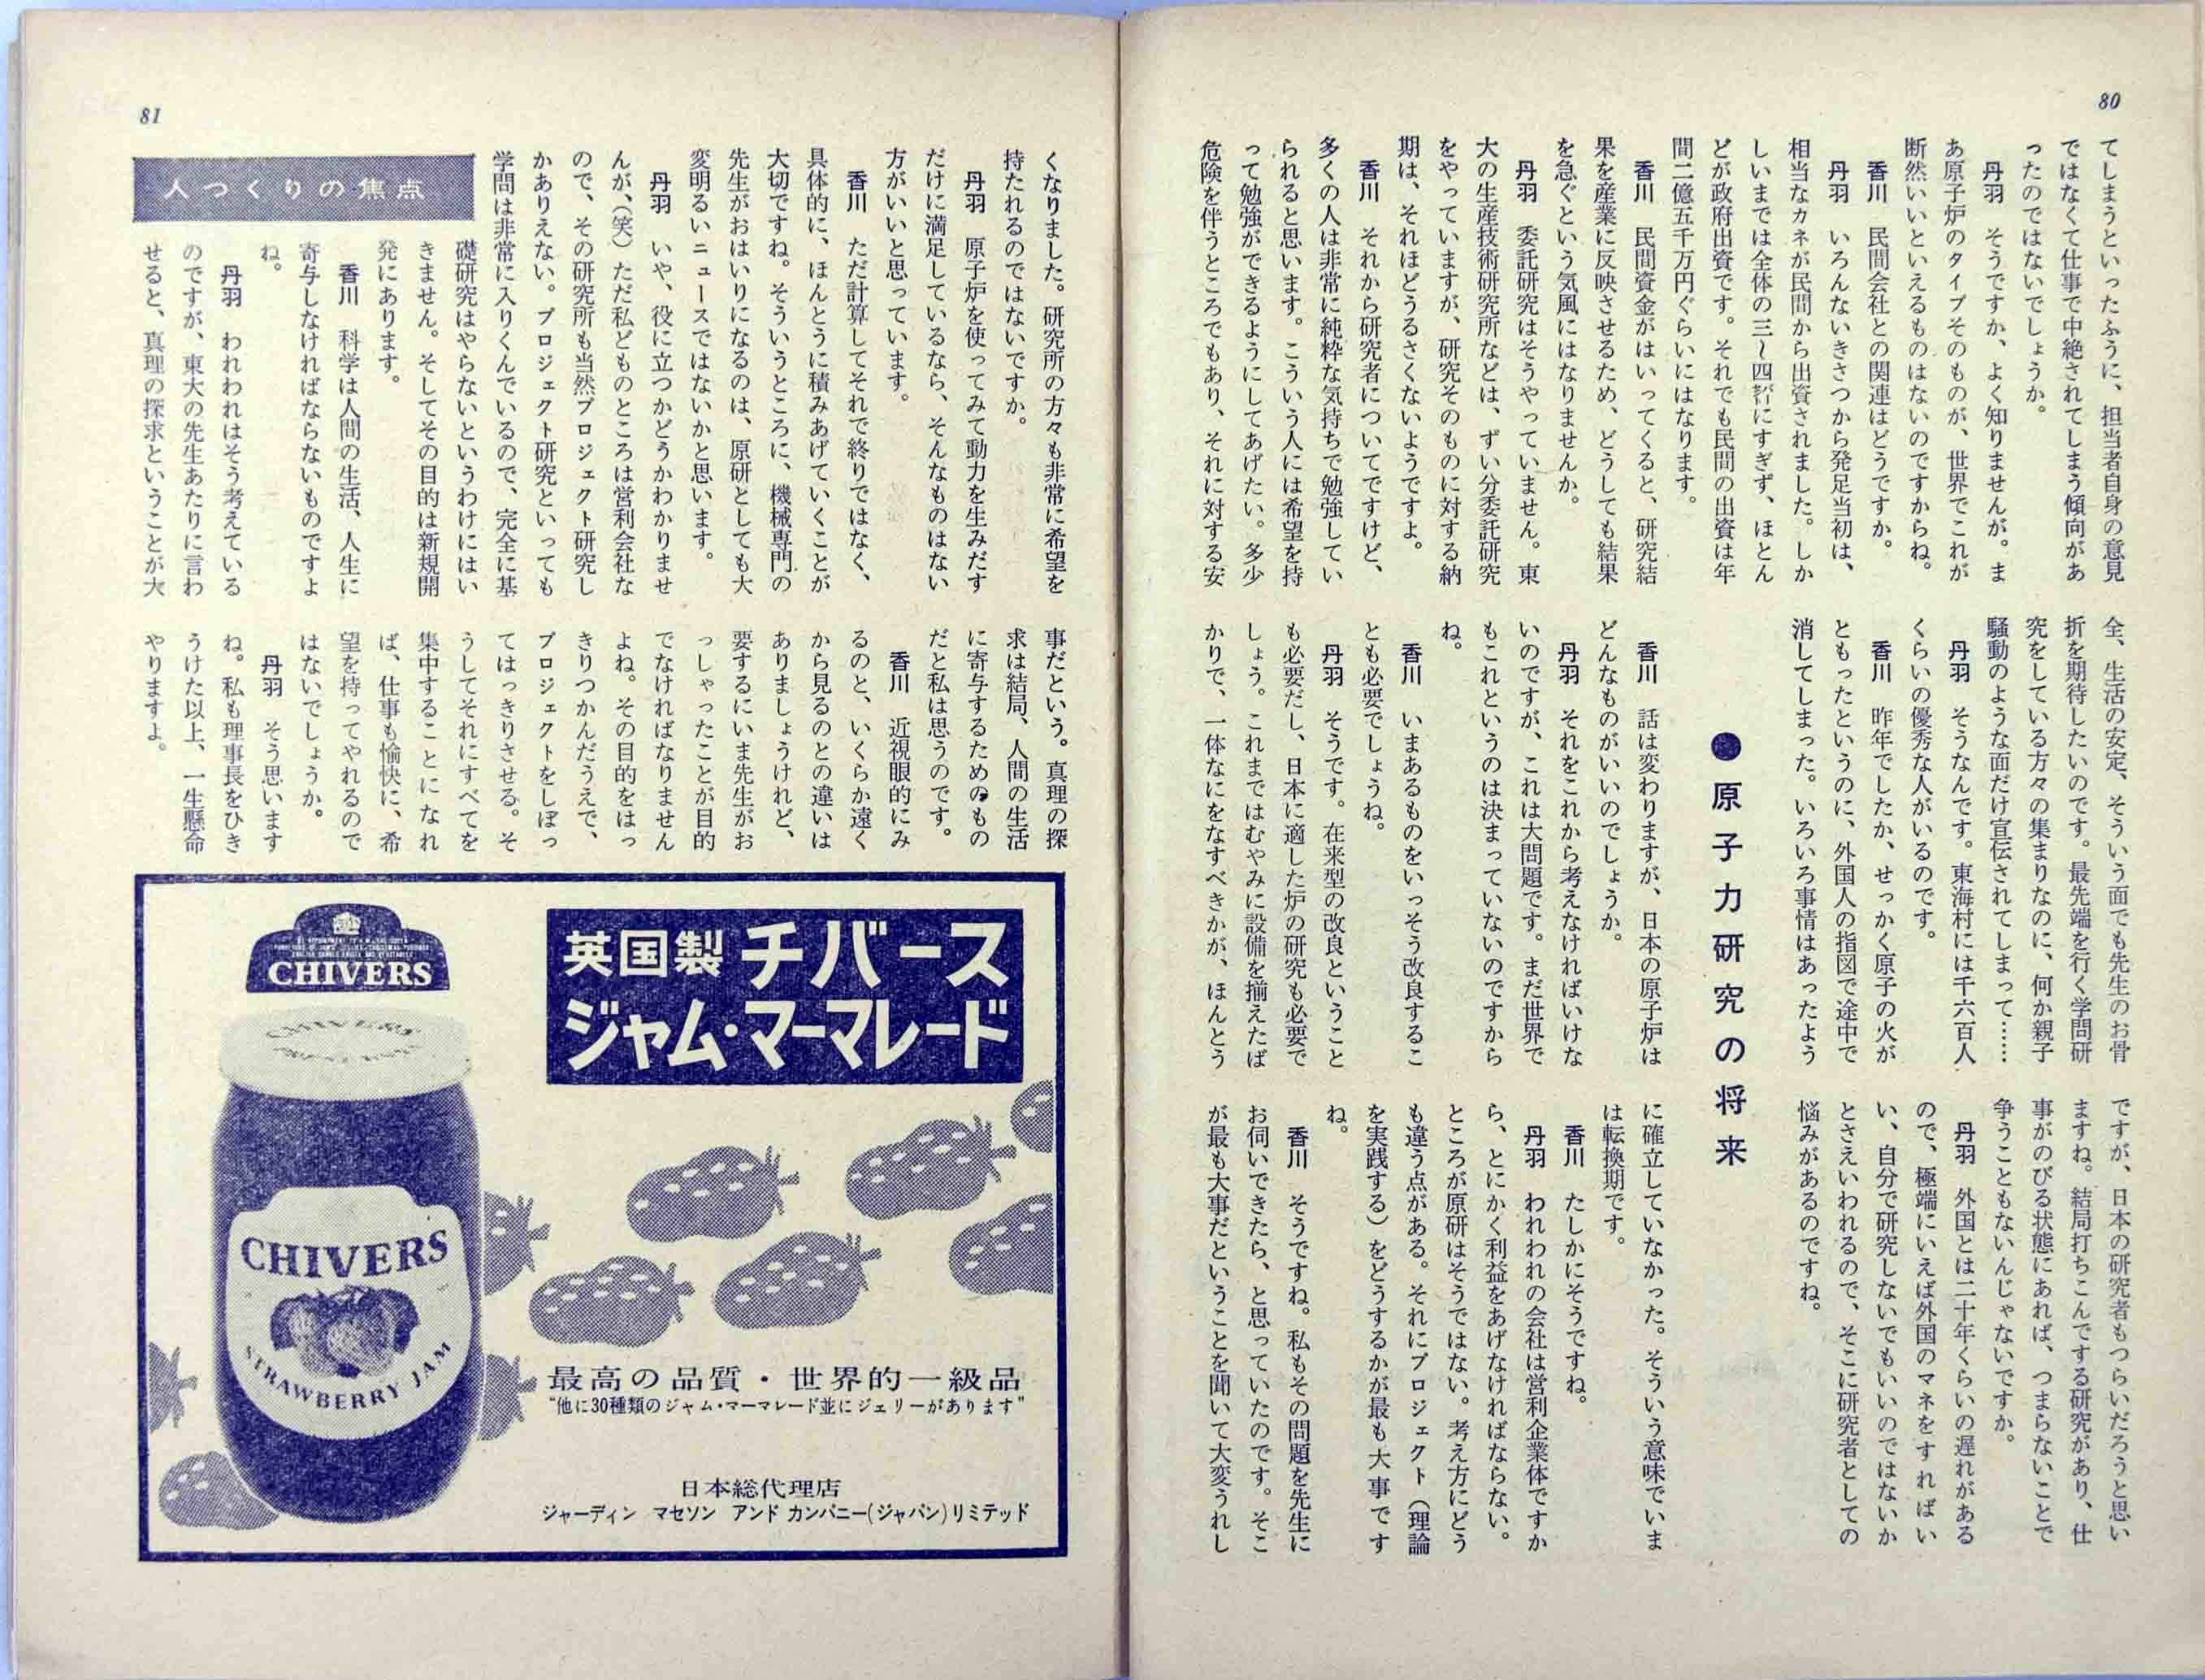 80
てしまうといったふうに、担当者自身の意見
ではなくて仕事で中絶されてしまう傾向があ
ったのではないでしょうか。
丹羽　そうですか、よく知りませんが。ま
あ原子炉のタイプそのものが、世界でこれが
断然いいといえるものはないのですからね。
香川　民間会社との関連はどうですか。
丹羽　いろんないきさつから発足当初は、
相当なカネが民間から出資されました。しか
しいまでは全体の三〜四㌫にすぎず、ほとん
どが政府出資です。それでも民間の出資は年
間二億五千万円ぐらいにはなります。
香川　民間資金がはいってくると、研究結
果を産業に反映させるため、どうしても結果
を急ぐという気風にはなりませんか。
丹羽　委託研究はそうやっていません。東
大の生産技術研究所などは、ずい分委託研究
をやっていますが、研究そのものに対する納
期は、それほどうるさくないようですよ。
香川　それから研究者についてですけど、
多くの人は非常に純粋な気持ちで勉強してい
られると思います。こういう人には希望を持
って勉強ができるようにしてあげたい。多少
危険を伴うところでもあり、それに対する安
全、生活の安定、そういう面でも先生のお骨
折を期待したいのです。最先端を行く学問研
究をしている方々の集まりなのに、何か親子
騒動のような面だけ宣伝されてしまって……
丹羽　そうなんです。東海村には千六百人
くらいの優秀な人がいるのです。
香川　昨年でしたか、せっかく原子の火が
ともったというのに、外国人の指図で途中で
消してしまった。いろいろ事情はあったよう
ですが、日本の研究者もつらいだろうと思い
ますね。結局打ちこんでする研究があり、仕
事がのびる状態にあれば、つまらないことで
争うこともないんじゃないですか。
丹羽　外国とは二十年くらいの遅れがある
ので、極端にいえば外国のマネをすればい
い、自分で研究しないでもいいのではないか
とさえいわれるので、そこに研究者としての
悩みがあるのですね。
●原子力研究の将来
香川　話は変わりますが、日本の原子炉は
どんなものがいいのでしょうか。
丹羽　それをこれから考えなければいけな
いのですが、これは大問題です。まだ世界で
もこれというのは決まっていないのですから
ね。
香川　いまあるものをいっそう改良するこ
とも必要でしょうね。
丹羽　そうです。在来型の改良ということ
も必要だし、日本に適した炉の研究も必要で
しょう。これまではむやみに設備を揃えたば
かりで、一体なにをなすべきかが、ほんとう
に確立していなかった。そういう意味でいま
は転換期です。
香川　たしかにそうですね。
丹羽　われわれの会社は営利企業体ですか
ら、とにかく利益をあげなければならない。
ところが原研はそうではない。考え方にどう
も違う点がある。それにプロジェクト（理論
を実践する）をどうするかが最も大事です
ね。
香川　そうですね。私もその問題を先生に
お伺いできたら、と思っていたのです。そこ
が最も大事だということを聞いて大変うれし
81
くなりました。研究所の方々も非常に希望を
持たれるのではないですか。
丹羽　原子炉を使ってみて動力を生みだす
だけに満足しているなら、そんなものはない
方がいいと思っています。
香川　ただ計算してそれで終りではなく、
具体的に、ほんとうに積みあげていくことが
大切ですね。そういうところに、機械専門の
先生がおはいりになるのは、原研としても大
変明るいニュースではないかと思います。
丹羽　いや、役に立つかどうかわかりませ
んが、（笑）ただ私どものところは営利会社な
ので、その研究所も当然プロジェクト研究し
かありえない。プロジェクト研究といっても
学問は非常に入りくんでいるので、完全に基
礎研究はやらないというわけにはい
きません。そしてその目的は新規開
発にあります。
香川　科学は人間の生活、人生に
寄与しなければならないものですよ
ね。
丹羽　われわれはそう考えている
のですが、東大の先生あたりに言わ
せると、真理の探求ということが大
人つくりの焦点
事だという。真理の探
求は結局、人間の生活
に寄与するためのもの
だと私は思うのです。
香川　近視眼的にみ
るのと、いくらか遠く
から見るのとの違いは
ありましょうけれど、
要するにいま先生がお
っしゃったことが目的
でなければなりません
よね。その目的をはっ
きりつかんだうえで、
プロジェクトをしぼっ
てはっきりさせる。そ
うしてそれにすべてを
集中することになれ
ば、仕事も愉快に、希
望を持ってやれるので
はないでしょうか。
丹羽　そう思います
ね。私も理事長をひき
うけた以上、一生懸命
やりますよ。
英国製 チバース
ジャム・マーマレード
CHIVERS
CHIVERS
CHIVERS
STRAWBERRY JAM
最高の品質・世界的一級品
“他に30種類のジャム・マーマレード並にジェリーがあります”
日本総代理店
ジャーディン マセソン アンド カンパニー(ジャパン)リミテッド